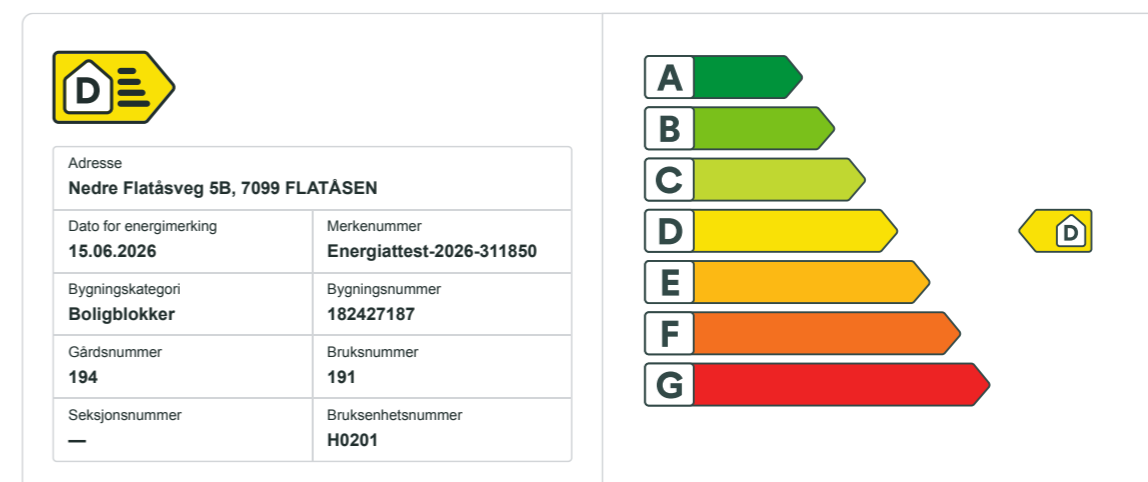 D
Adresse
Nedre Flatåsveg 5B, 7099 FLATÅSEN
Dato for energimerking
15.06.2026
Merkenummer
Energiattest-2026-311850
Bygningskategori
Boligblokker
Bygningsnummer
182427187
Gårdsnummer
194
Bruksnummer
191
Seksjonsnummer
—
Bruksenhetsnummer
H0201
A
B
C
D
D
E
F
G